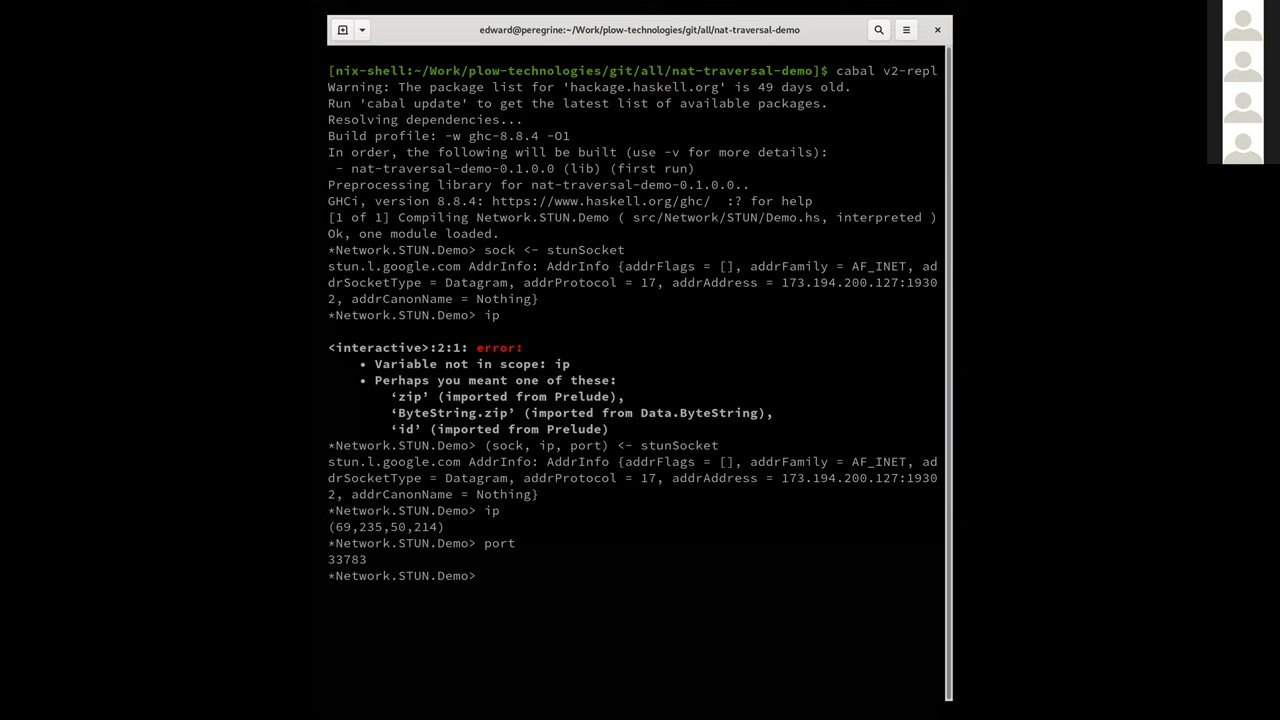 edward@peregrine:~/Work/plow-technologies/git/all/nat-traversal-demo
[nix-shell:~/Work/plow-technologies/git/all/nat-traversal-demo]$ cabal v2-repl
Warning: The package list for 'hackage.haskell.org' is 49 days old.
Run 'cabal update' to get the latest list of available packages.
Resolving dependencies...
Build profile: -w ghc-8.8.4 -O1
In order, the following will be built (use -v for more details):
 - nat-traversal-demo-0.1.0.0 (lib) (first run)
Preprocessing library for nat-traversal-demo-0.1.0.0..
GHCi, version 8.8.4: https://www.haskell.org/ghc/  :? for help
[1 of 1] Compiling Network.STUN.Demo ( src/Network/STUN/Demo.hs, interpreted )
Ok, one module loaded.
*Network.STUN.Demo> sock <- stunSocket
stun.l.google.com AddrInfo: AddrInfo {addrFlags = [], addrFamily = AF_INET, ad
drSocketType = Datagram, addrProtocol = 17, addrAddress = 173.194.200.127:1930
2, addrCanonName = Nothing}
*Network.STUN.Demo> ip
<interactive>:2:1: error:
    • Variable not in scope: ip
    • Perhaps you meant one of these:
        ‘zip’ (imported from Prelude),
        ‘ByteString.zip’ (imported from Data.ByteString),
        ‘id’ (imported from Prelude)
*Network.STUN.Demo> (sock, ip, port) <- stunSocket
stun.l.google.com AddrInfo: AddrInfo {addrFlags = [], addrFamily = AF_INET, ad
drSocketType = Datagram, addrProtocol = 17, addrAddress = 173.194.200.127:1930
2, addrCanonName = Nothing}
*Network.STUN.Demo> ip
(69,235,50,214)
*Network.STUN.Demo> port
33783
*Network.STUN.Demo>